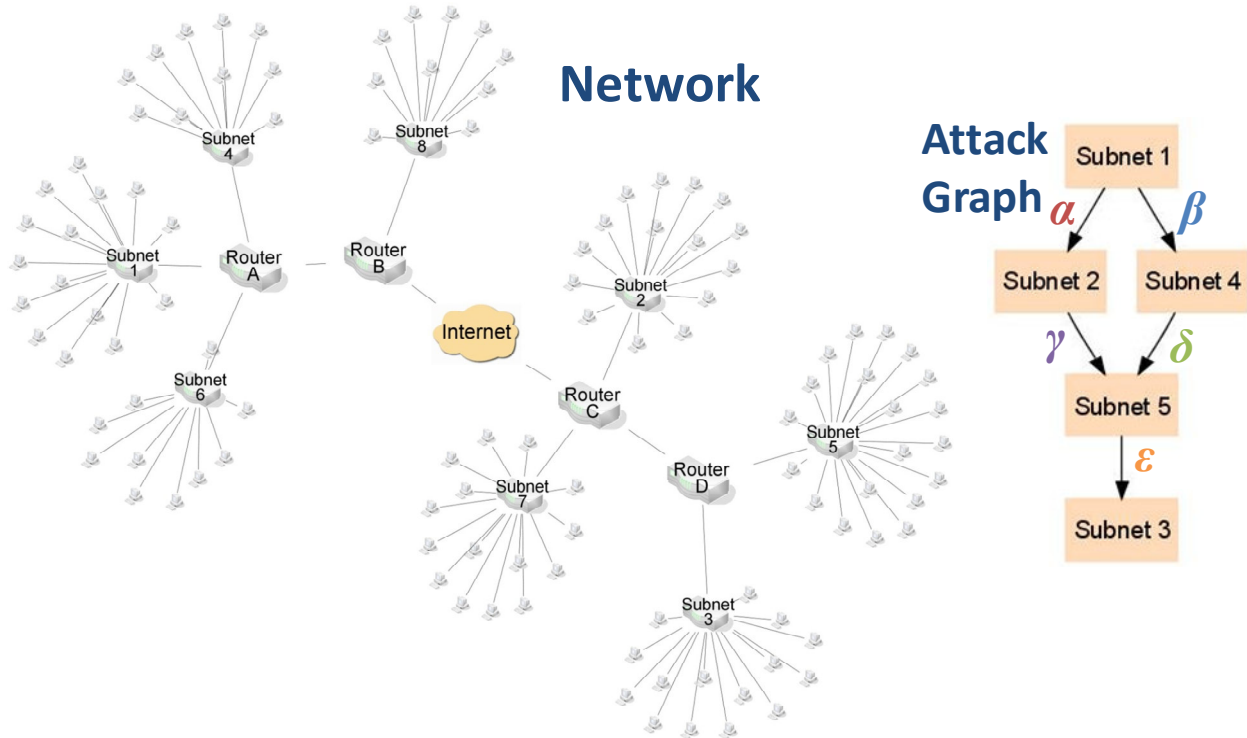 Network
Subnet
4
Subnet
8
Subnet
1
Router
A
Router
B
Subnet
2
Internet
Subnet
6
Router
C
Subnet
5
Router
D
Subnet
7
Subnet
3
Attack
Graph
Subnet 1
α
β
Subnet 2
Subnet 4
γ
δ
Subnet 5
ε
Subnet 3